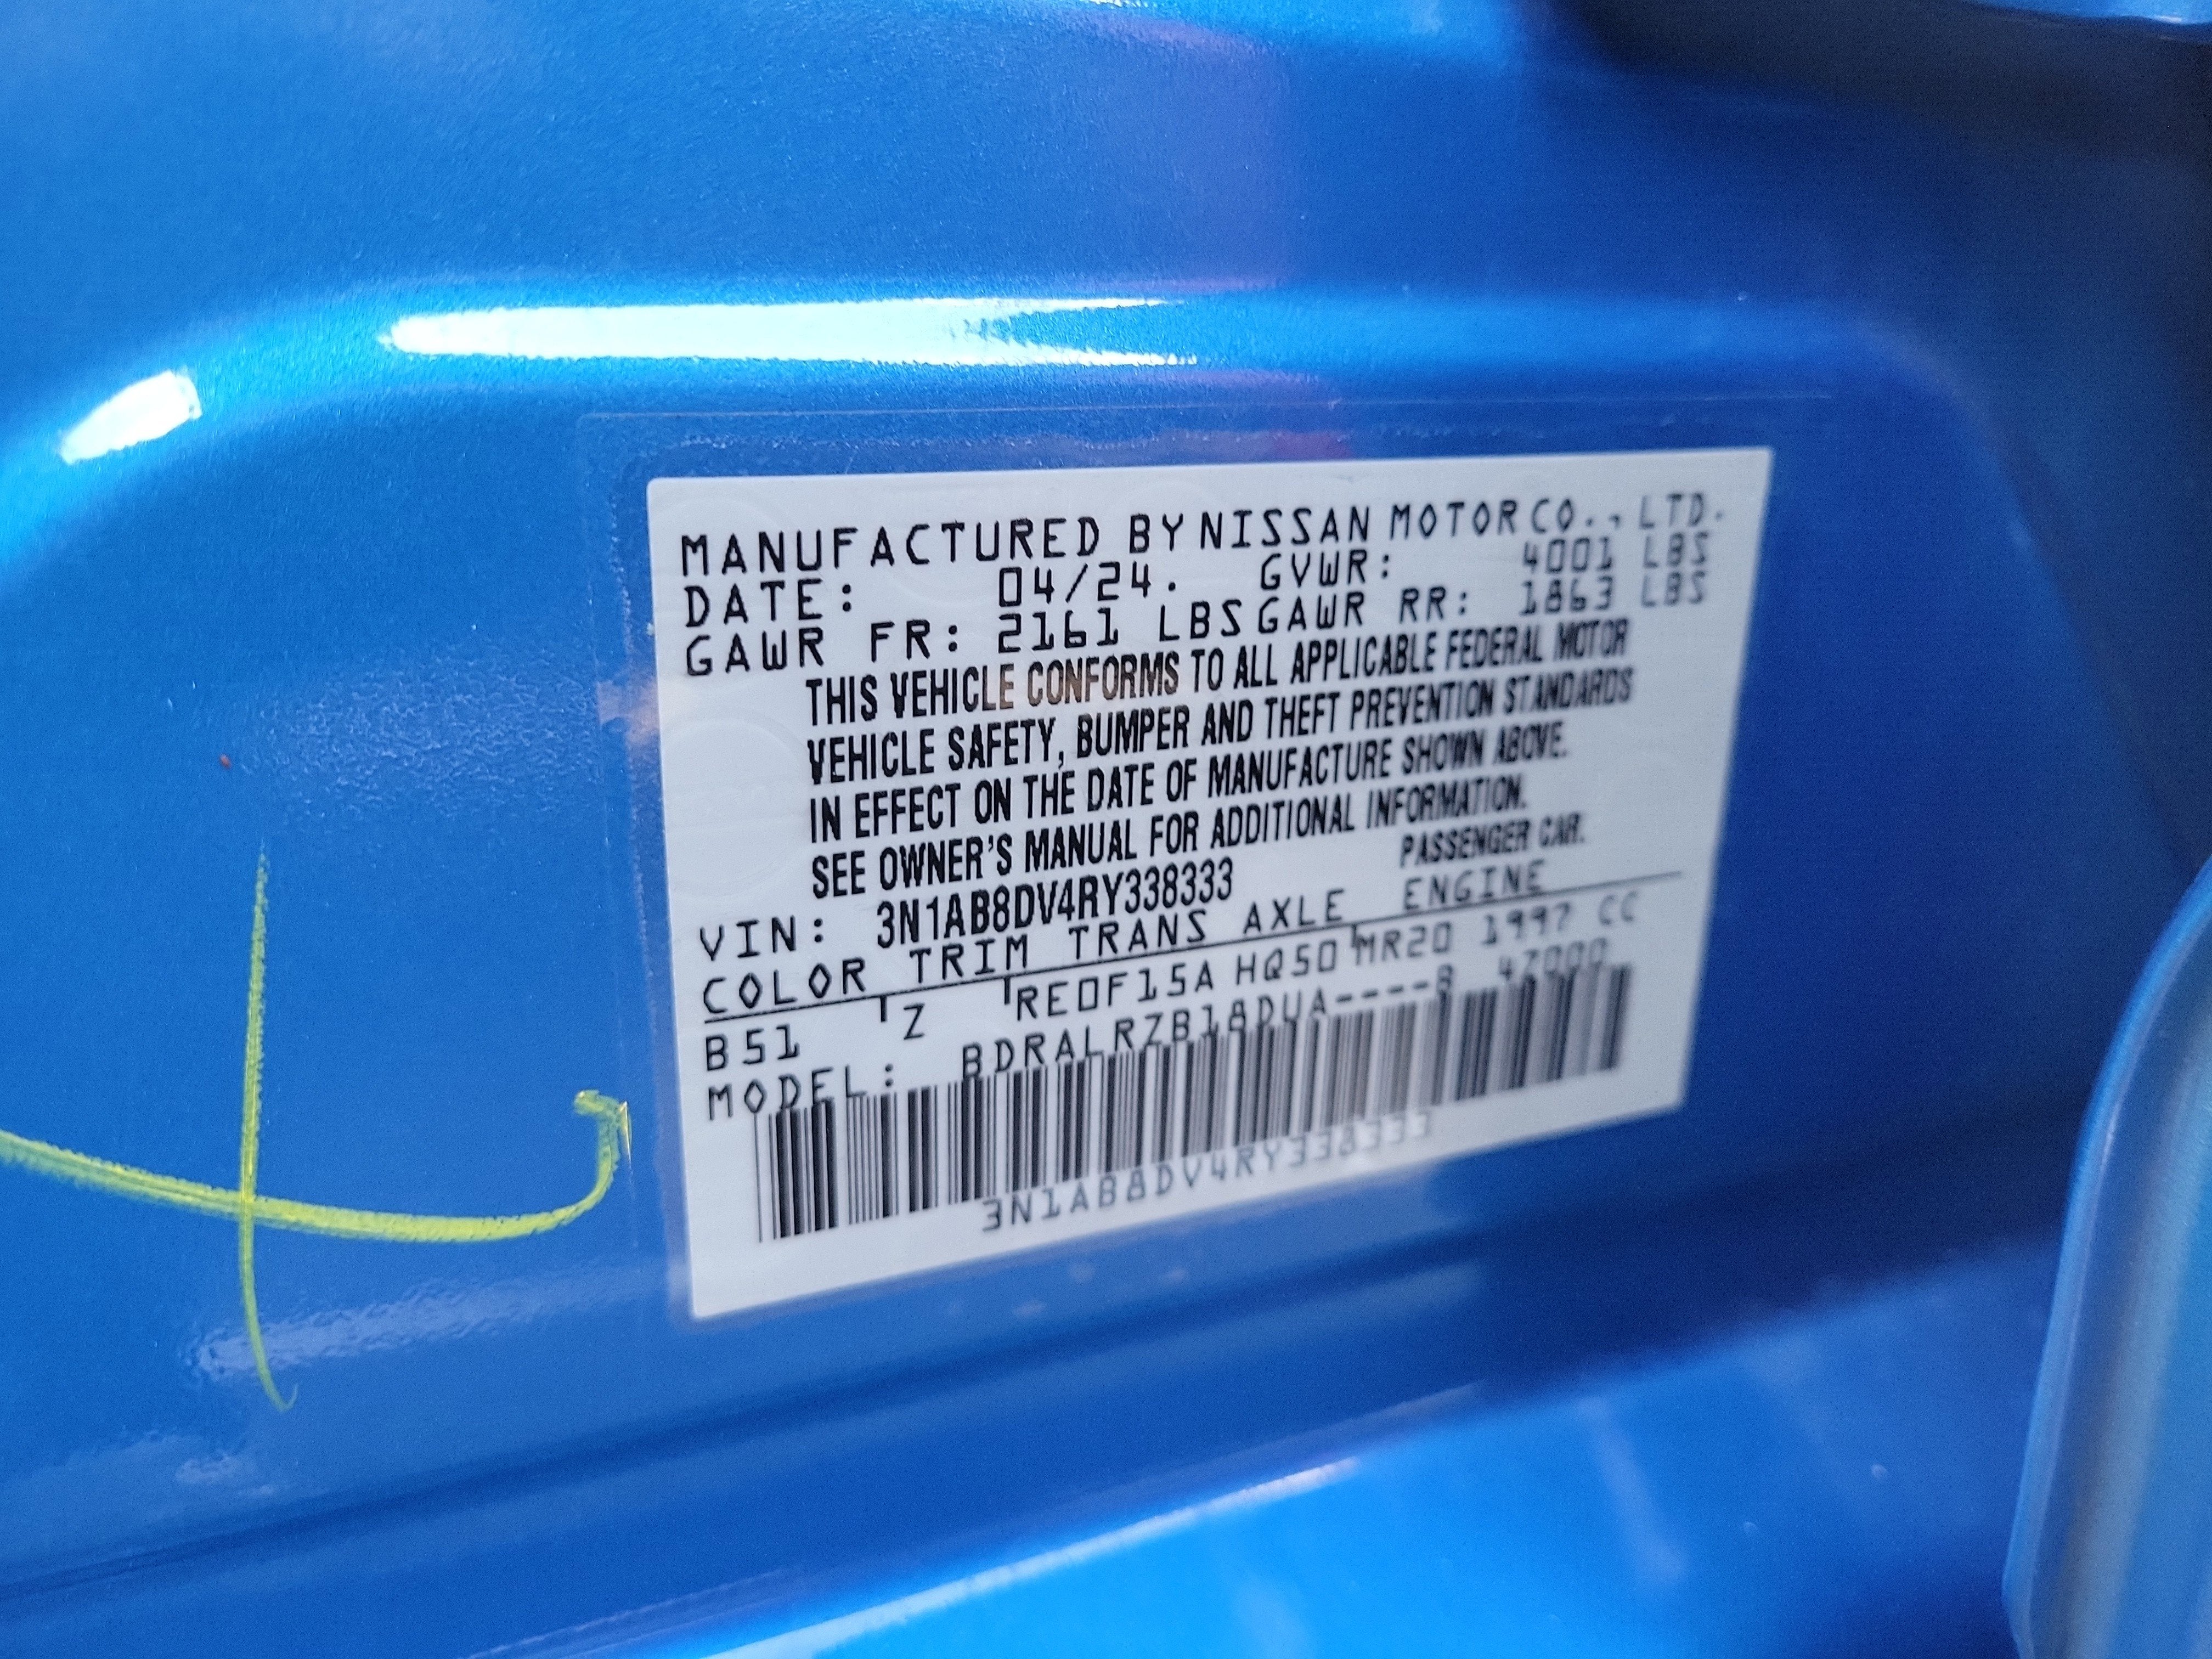 MANUFACTURED BY NISSAN MOTOR CO., LTD.
DATE: 04/24. GVWR: 4001 LBS
GAWR FR: 2161 LBS GAWR RR: 1863 LBS
THIS VEHICLE CONFORMS TO ALL APPLICABLE FEDERAL MOTOR
VEHICLE SAFETY, BUMPER AND THEFT PREVENTION STANDARDS
IN EFFECT ON THE DATE OF MANUFACTURE SHOWN ABOVE.
SEE OWNER'S MANUAL FOR ADDITIONAL INFORMATION.
VIN: 3N1AB8DV4RY338333 PASSENGER CAR.
COLOR TRIM TRANS AXLE ENGINE
B51 Z RE0F15A HQ50 MR20 1997 CC
MODEL: BDRALRZB18DUA----B 47000
3N1AB8DV4RY338333